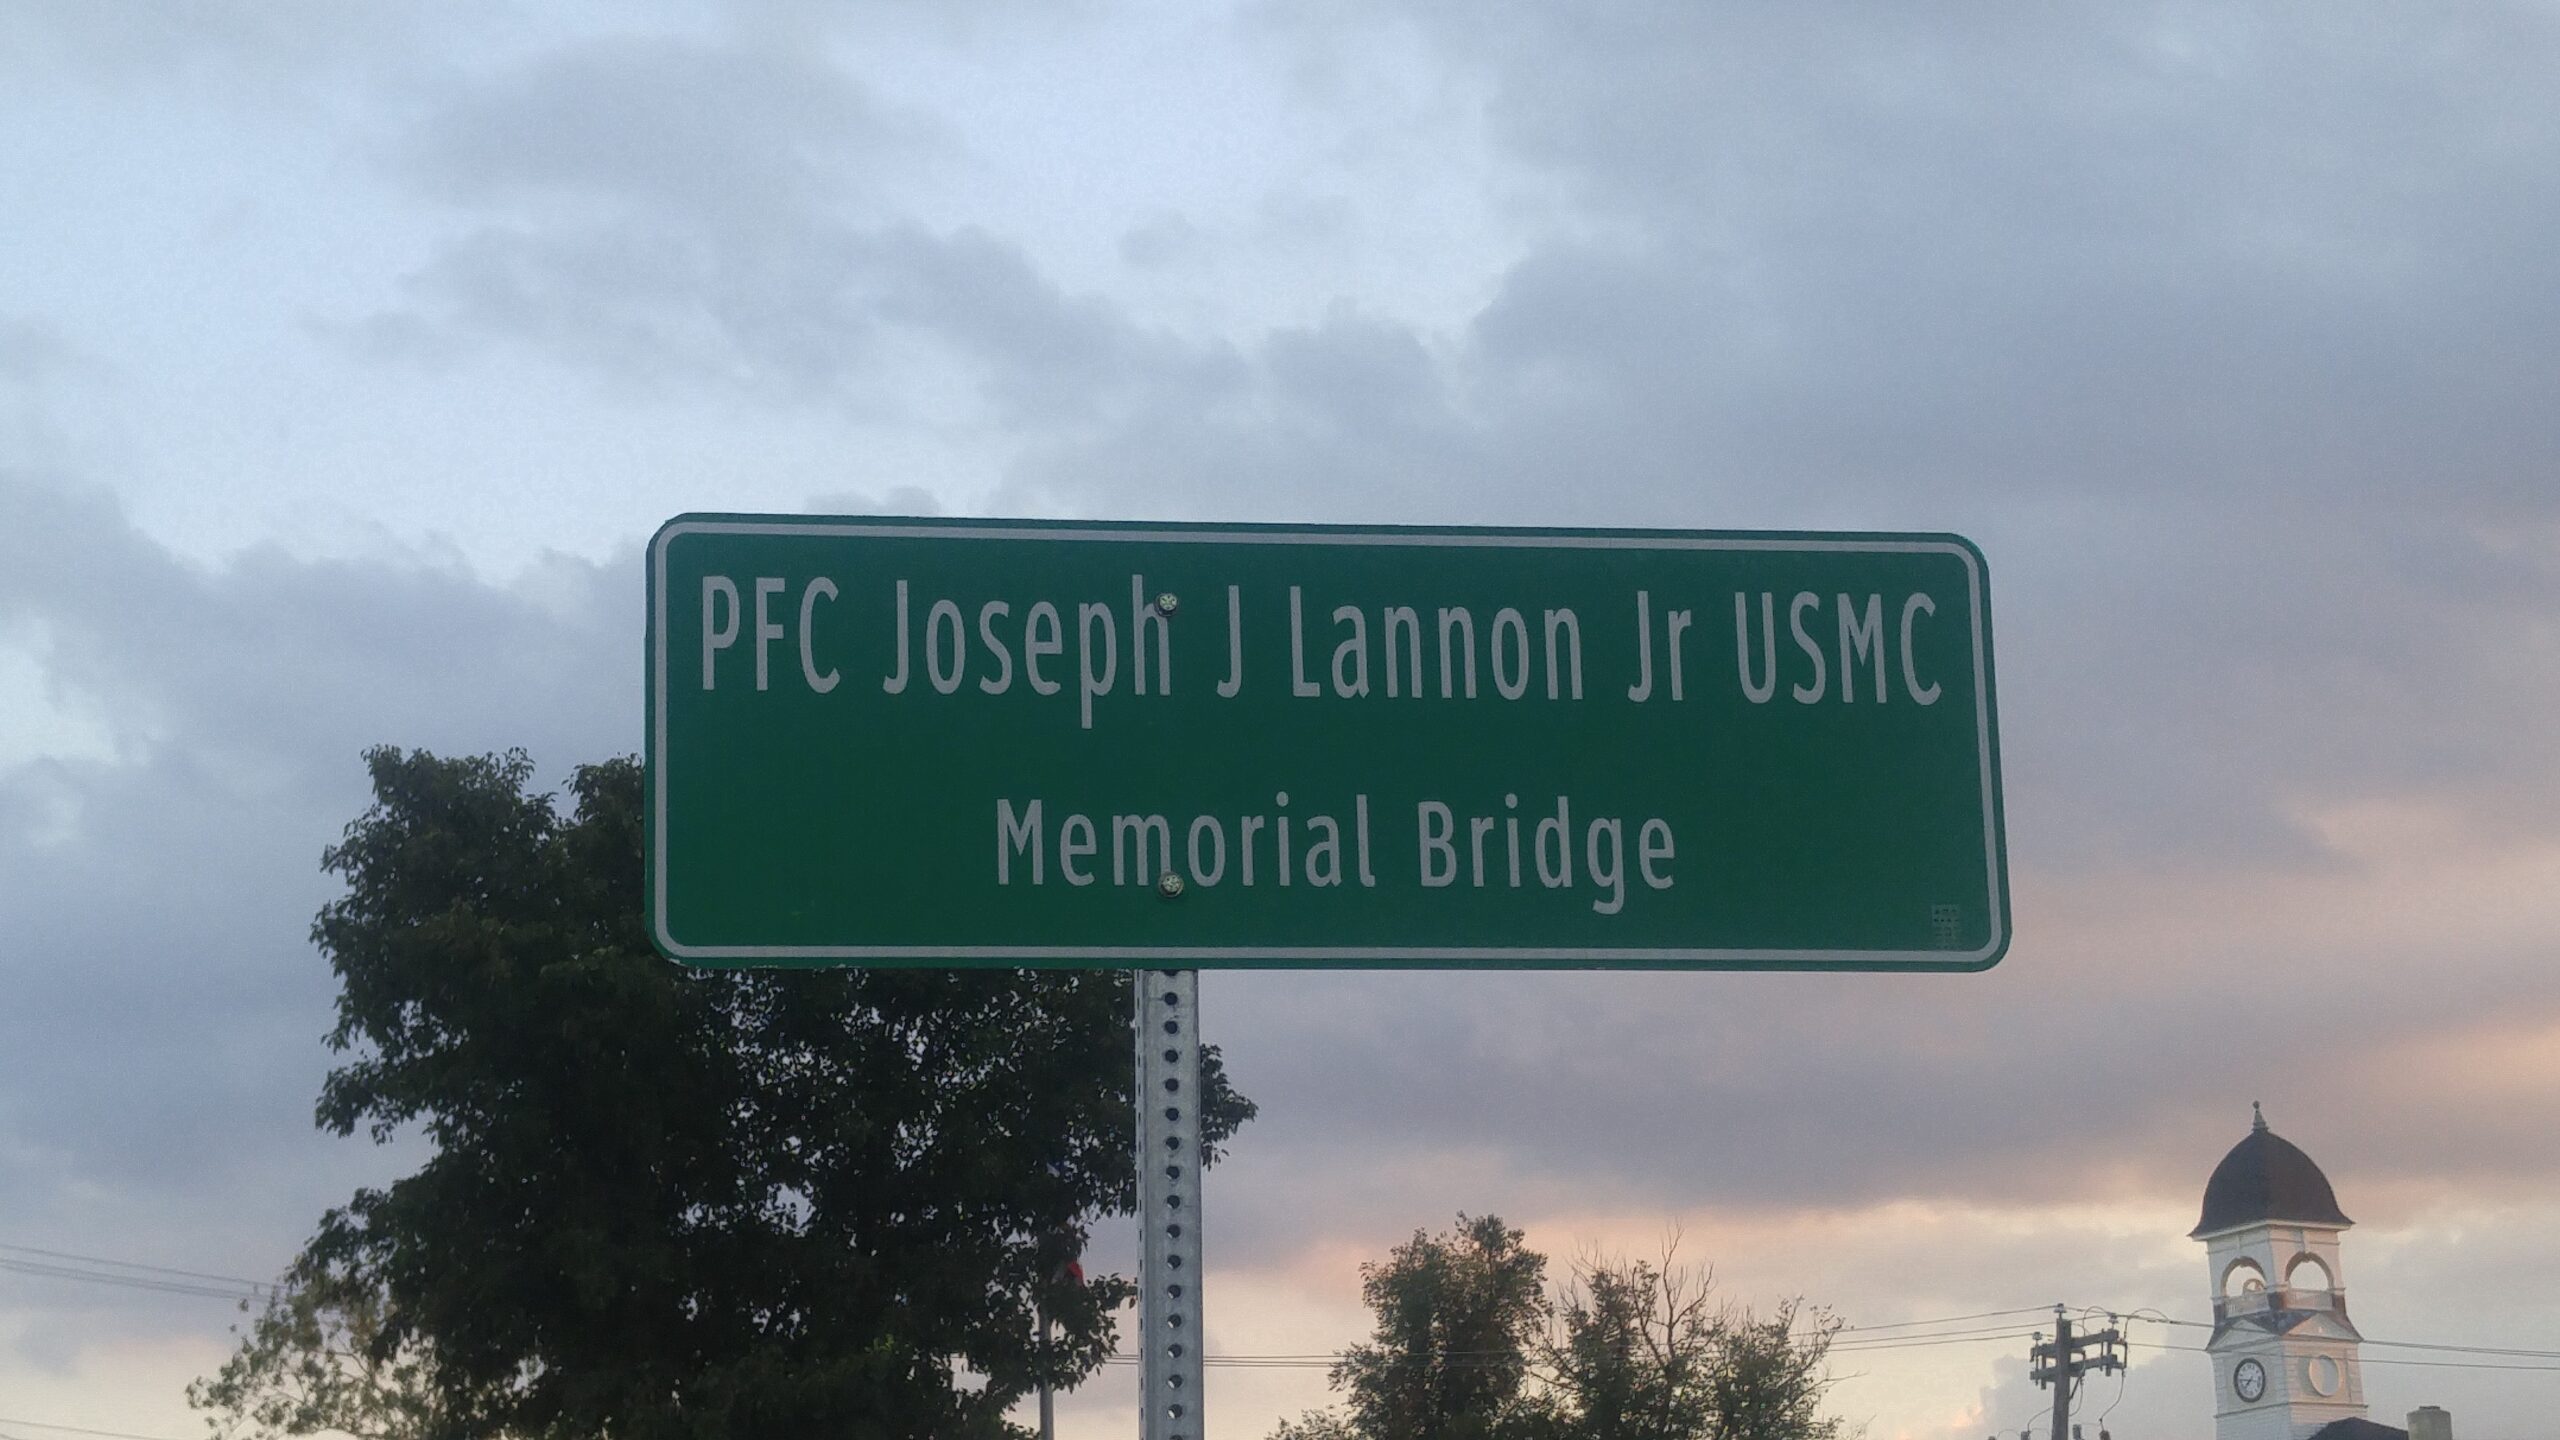 PFC Joseph J Lannon Jr USMC
Memorial Bridge